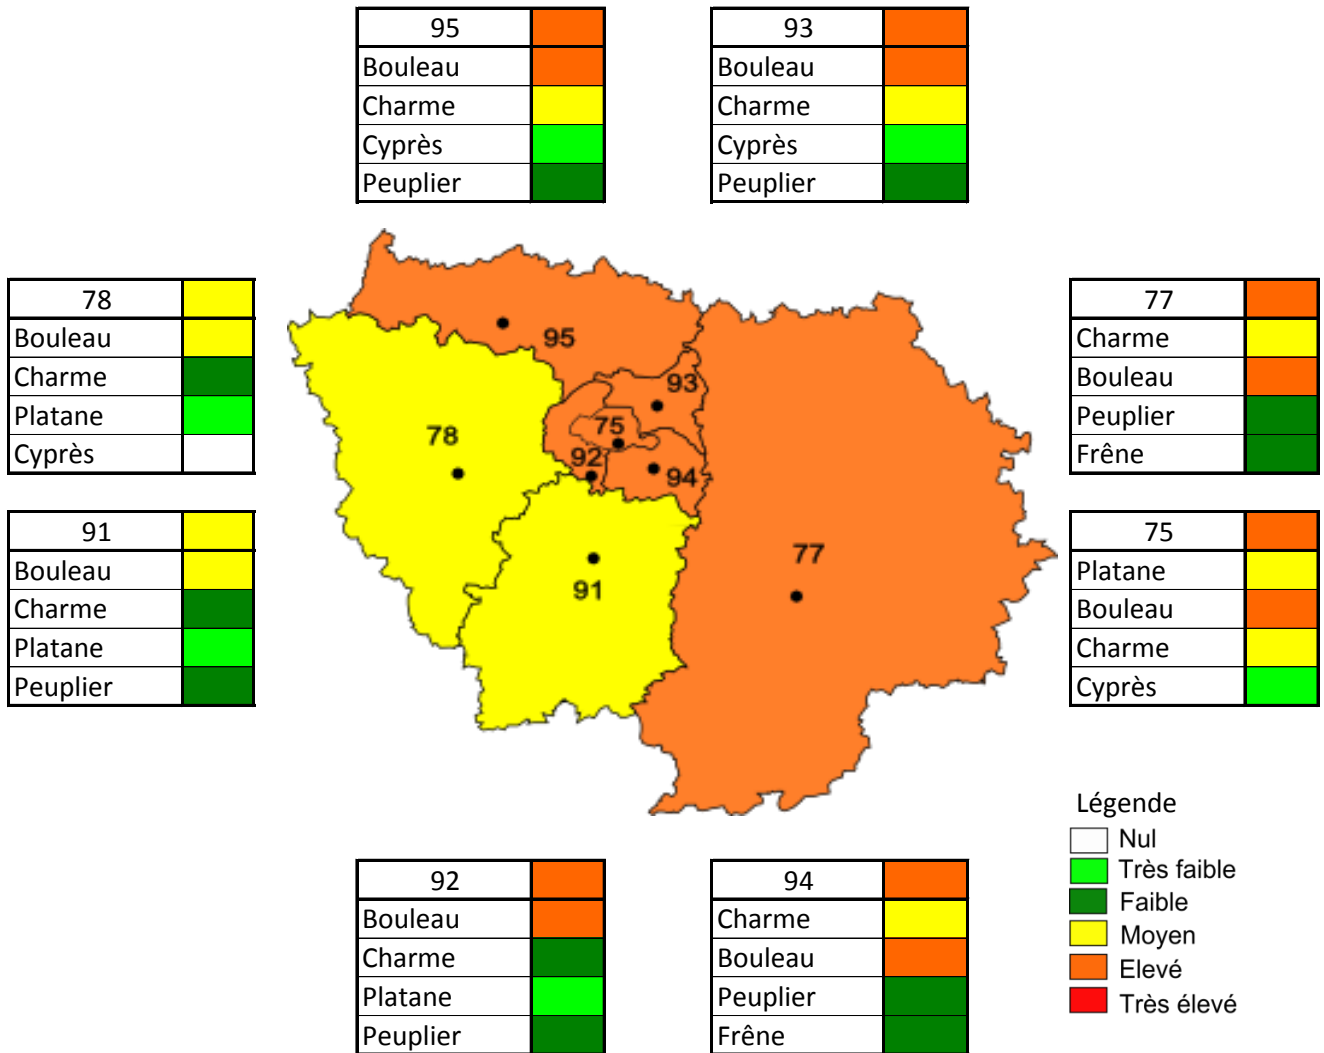 95
Bouleau
Charme
Cyprès
Peuplier
93
Bouleau
Charme
Cyprès
Peuplier
78
Bouleau
Charme
Platane
Cyprès
91
Bouleau
Charme
Platane
Peuplier
95
93
75
78
92
94
77
91
77
Charme
Bouleau
Peuplier
Frêne
75
Platane
Bouleau
Charme
Cyprès
92
Bouleau
Charme
Platane
Peuplier
94
Charme
Bouleau
Peuplier
Frêne
Légende
Nul
Très faible
Faible
Moyen
Elevé
Très élevé